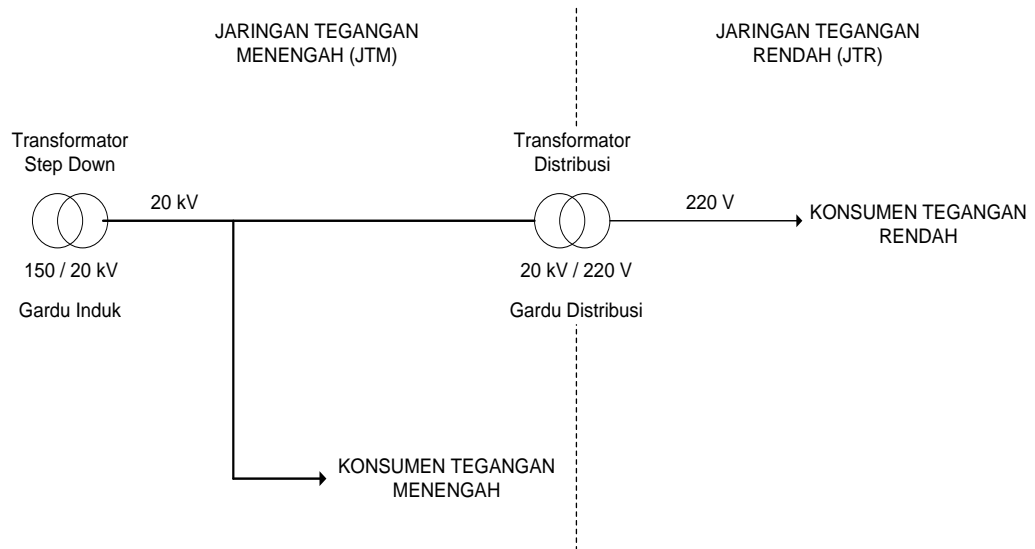 JARINGAN TEGANGAN
MENENGAH (JTM)
JARINGAN TEGANGAN
RENDAH (JTR)
Transformator
Step Down
Transformator
Distribusi
20 kV
220 V
KONSUMEN TEGANGAN
RENDAH
150 / 20 kV
20 kV / 220 V
Gardu Induk
Gardu Distribusi
KONSUMEN TEGANGAN
MENENGAH